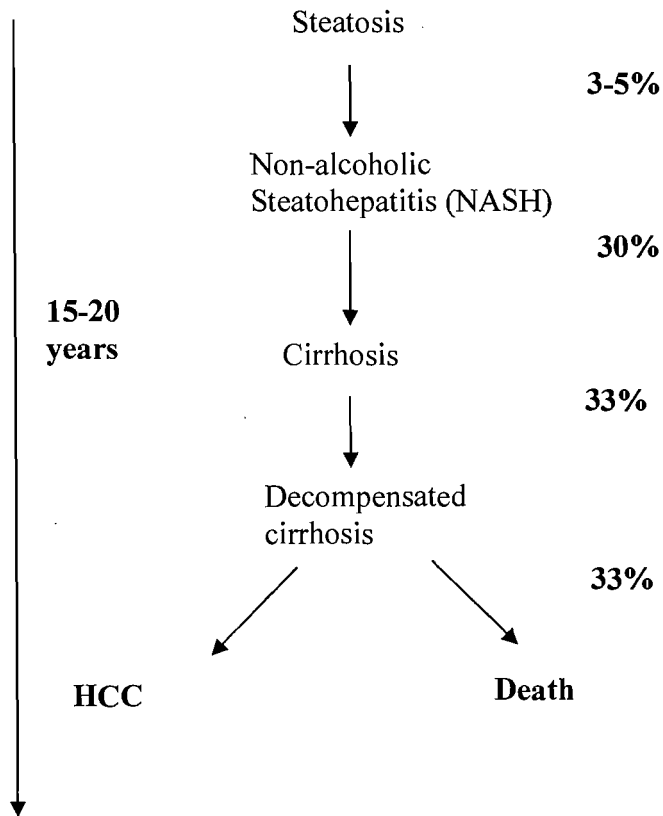 Steatosis
3-5%
Non-alcoholic
Steatohepatitis (NASH)
30%
15-20
years
Cirrhosis
33%
Decompensated
cirrhosis
33%
HCC
Death